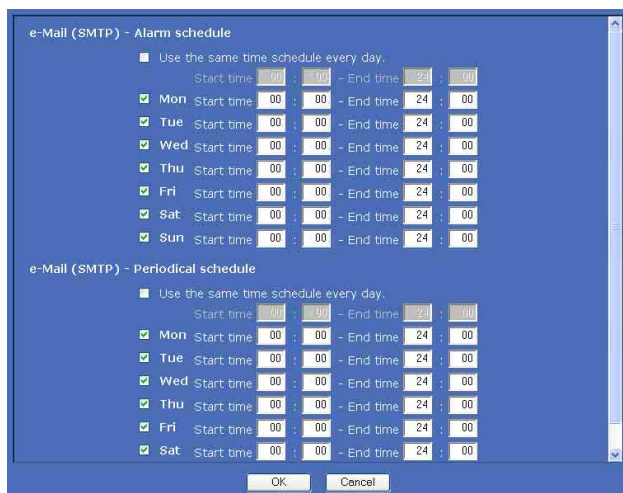 e-Mail (SMTP) - Alarm schedule
Use the same time schedule every day.
Start time 00 : 00 - End time 24 : 00
Mon Start time 00 : 00 - End time 24 : 00
Tue Start time 00 : 00 - End time 24 : 00
Wed Start time 00 : 00 - End time 24 : 00
Thu Start time 00 : 00 - End time 24 : 00
Fri Start time 00 : 00 - End time 24 : 00
Sat Start time 00 : 00 - End time 24 : 00
Sun Start time 00 : 00 - End time 24 : 00
e-Mail (SMTP) - Periodical schedule
Use the same time schedule every day.
Start time 00 : 00 - End time 24 : 00
Mon Start time 00 : 00 - End time 24 : 00
Tue Start time 00 : 00 - End time 24 : 00
Wed Start time 00 : 00 - End time 24 : 00
Thu Start time 00 : 00 - End time 24 : 00
Fri Start time 00 : 00 - End time 24 : 00
Sat Start time 00 : 00 - End time 24 : 00
OK Cancel